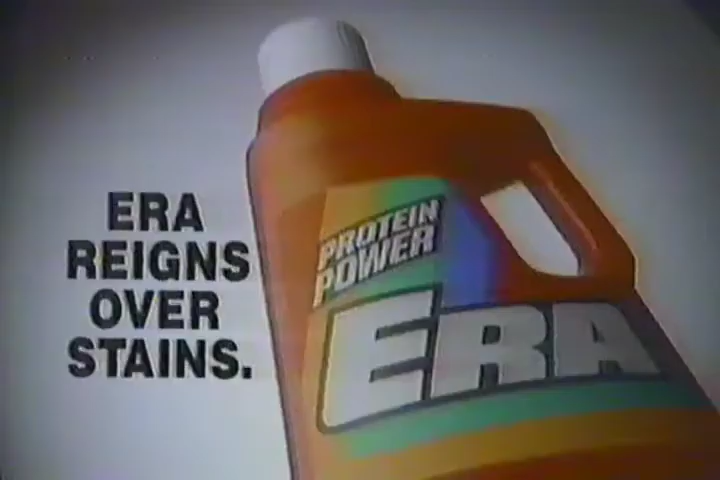 ERA
REIGNS
OVER
STAINS.
PROTEIN
POWER
ERA